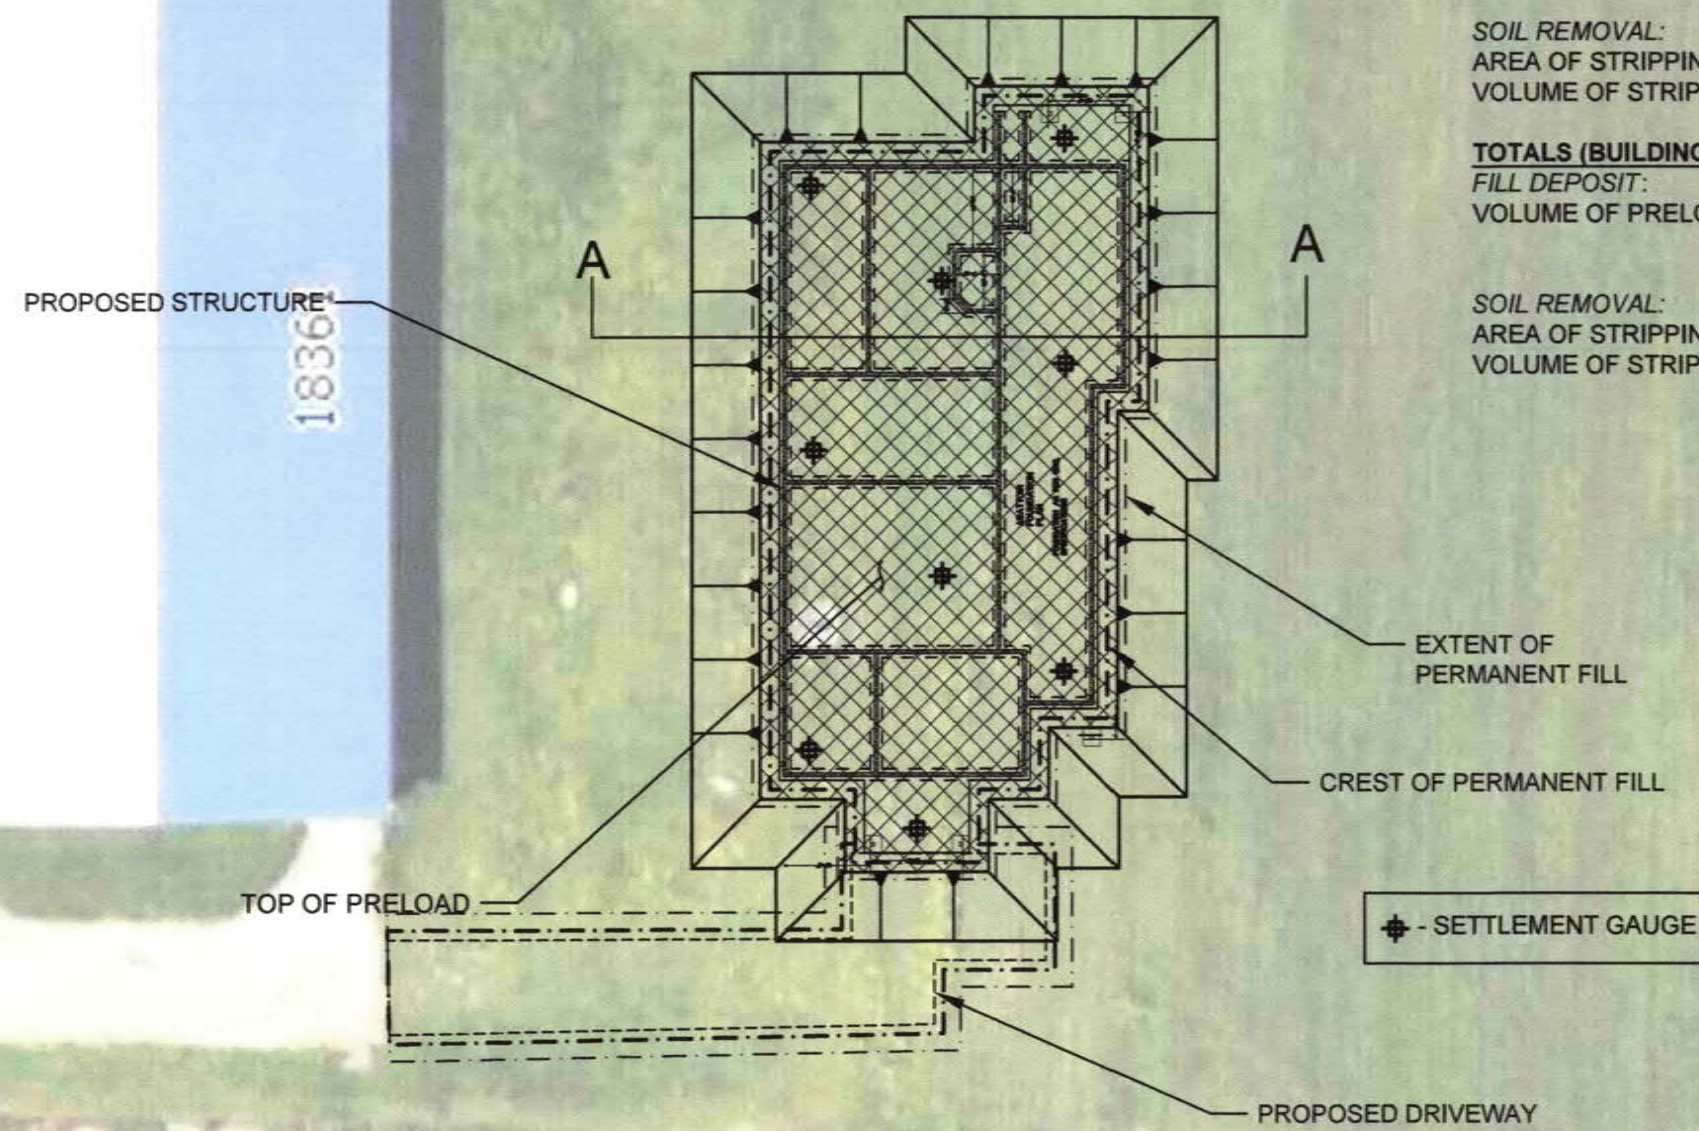 SOIL REMOVAL:
AREA OF STRIPPIN
VOLUME OF STRIP
TOTALS (BUILDING
FILL DEPOSIT:
VOLUME OF PRELO
SOIL REMOVAL:
AREA OF STRIPPIN
VOLUME OF STRIP
A
A
PROPOSED STRUCTURE
EXTENT OF
PERMANENT FILL
CREST OF PERMANENT FILL
TOP OF PRELOAD
- SETTLEMENT GAUGE
PROPOSED DRIVEWAY